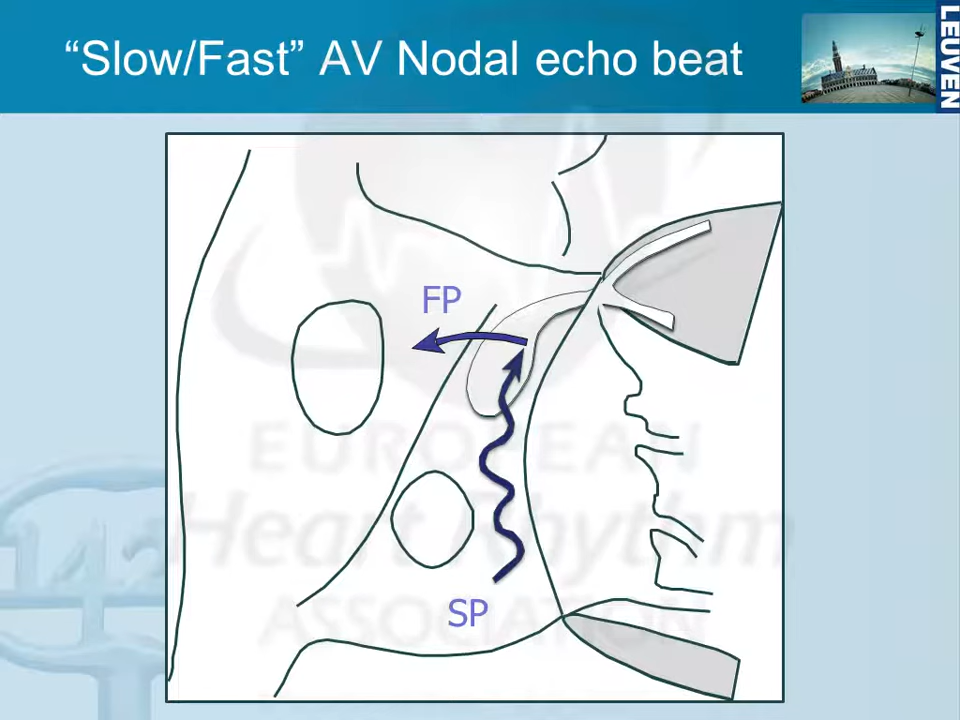 “Slow/Fast” AV Nodal echo beat
LEUVEN
FP
EUROPEAN
Heart Rhythm
ASSOCIATION
SP